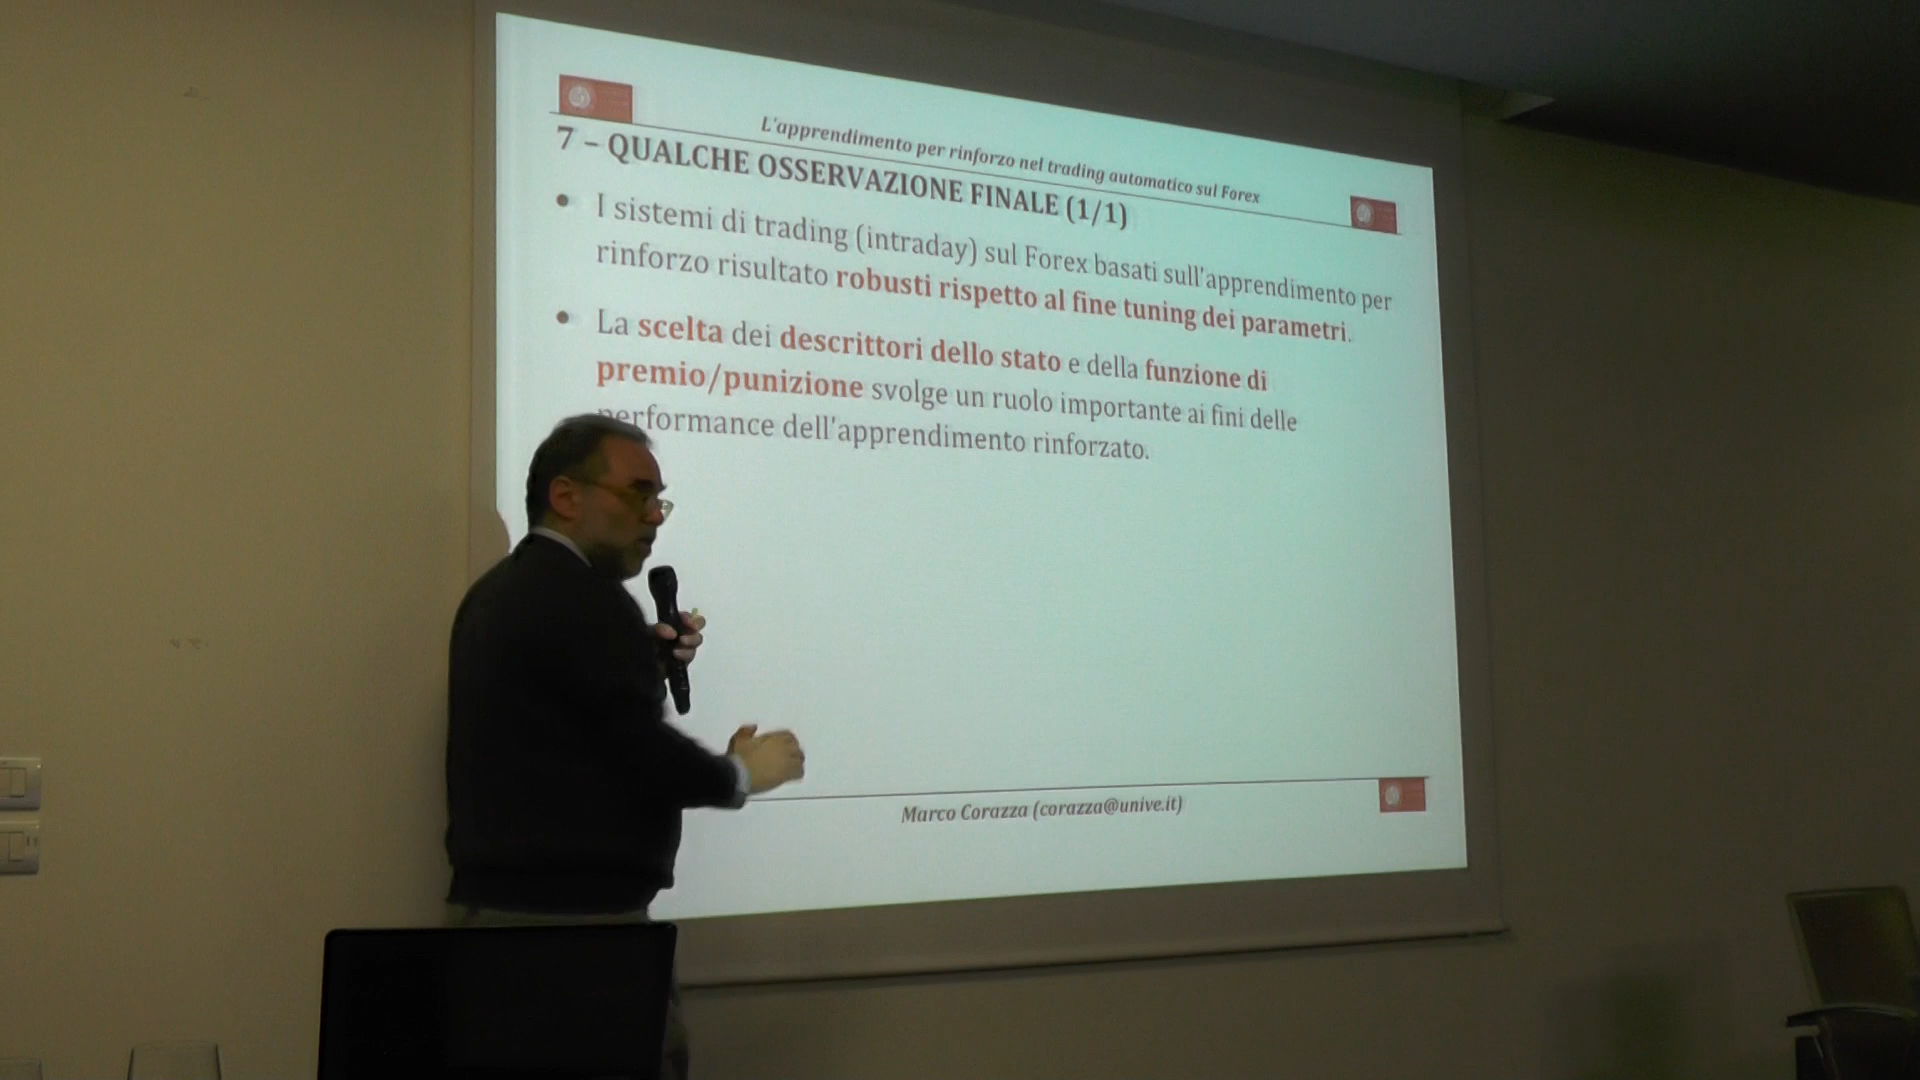 L'apprendimento per rinforzo nel trading automatico sul Forex
7 – QUALCHE OSSERVAZIONE FINALE (1/1)
• I sistemi di trading (intraday) sul Forex basati sull'apprendimento per
rinforzo risultato robusti rispetto al fine tuning dei parametri.
• La scelta dei descrittori dello stato e della funzione di
premio/punizione svolge un ruolo importante ai fini delle
performance dell'apprendimento rinforzato.
Marco Corazza (corazza@unive.it)